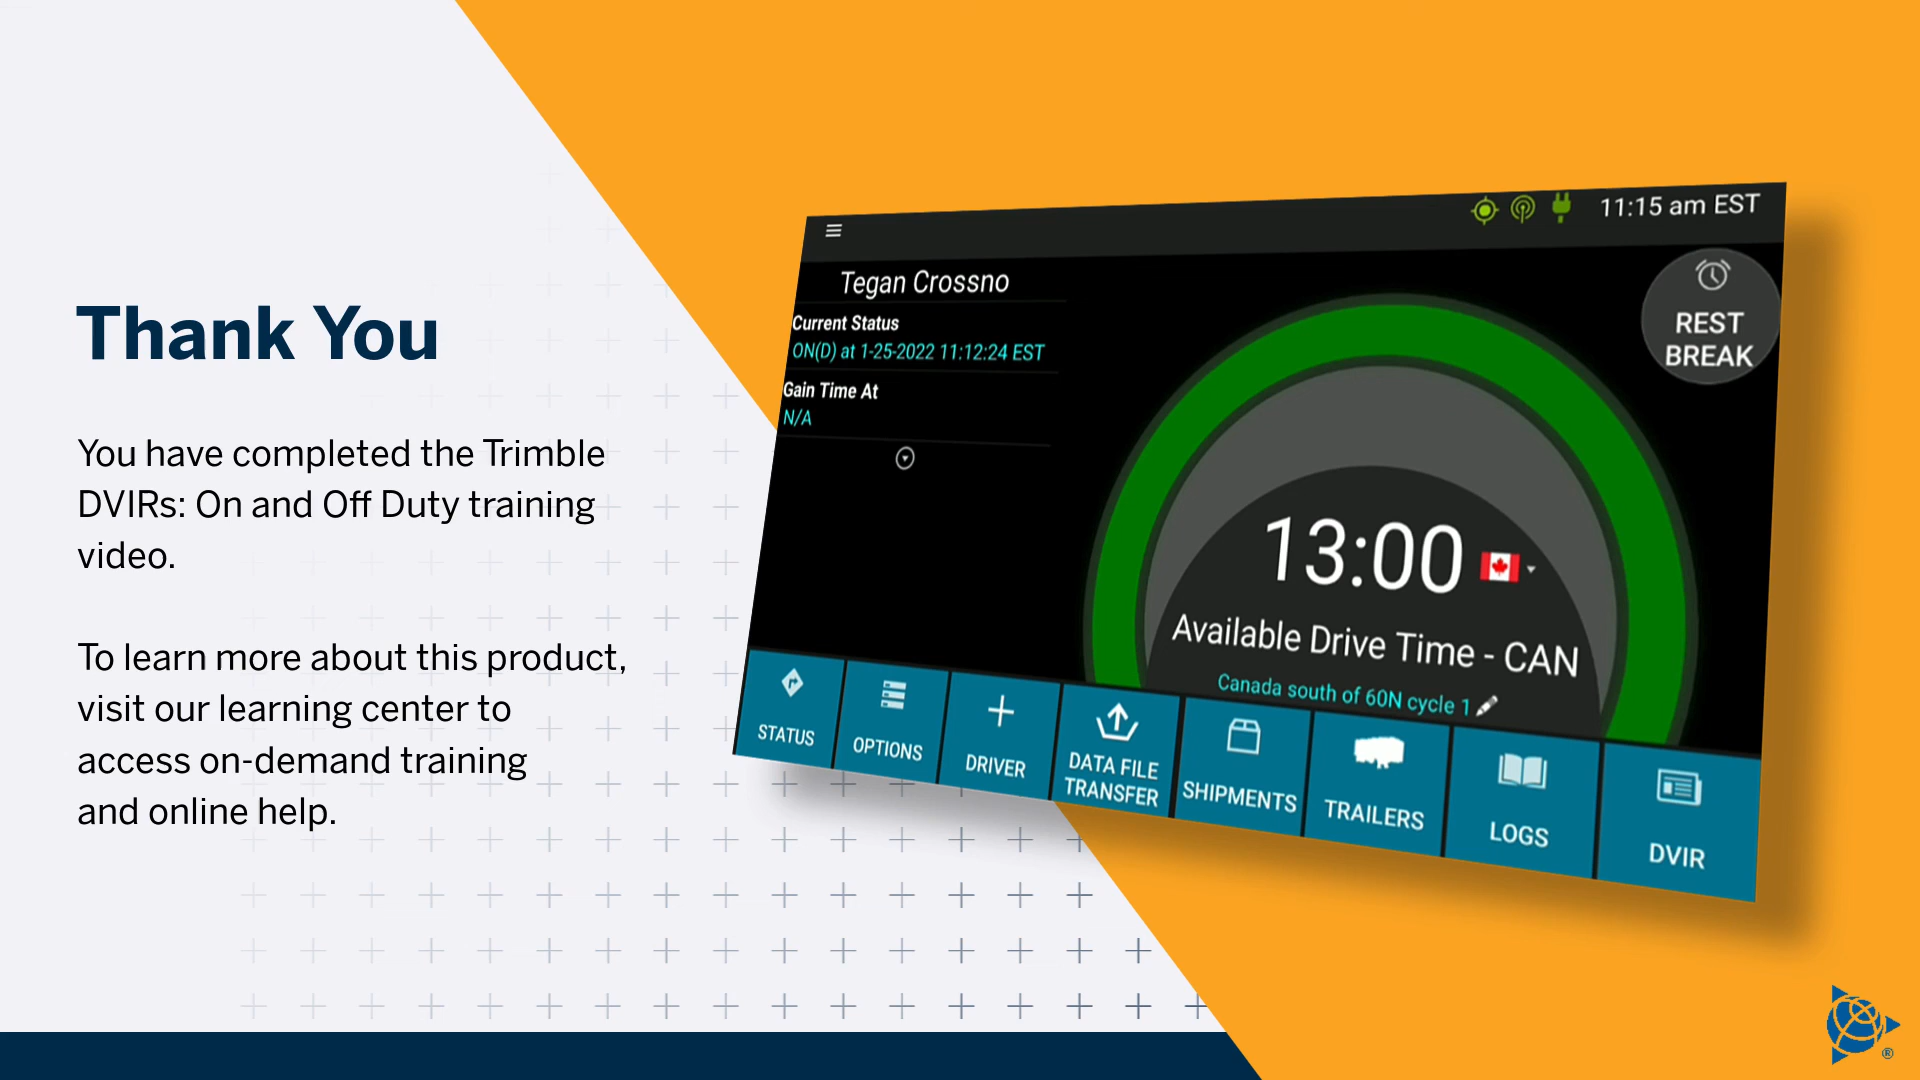 Thank You
You have completed the Trimble
DVIRs: On and Off Duty training
video.
To learn more about this product,
visit our learning center to
access on-demand training
and online help.
11:15 am EST
Tegan Crossno
Current Status
ON(D) at 1-25-2022 11:12:24 EST
Gain Time At
N/A
REST
BREAK
13:00
Available Drive Time - CAN
Canada south of 60N cycle 1
STATUS
OPTIONS
DRIVER
DATA FILE
TRANSFER
SHIPMENTS
TRAILERS
LOGS
DVIR
®